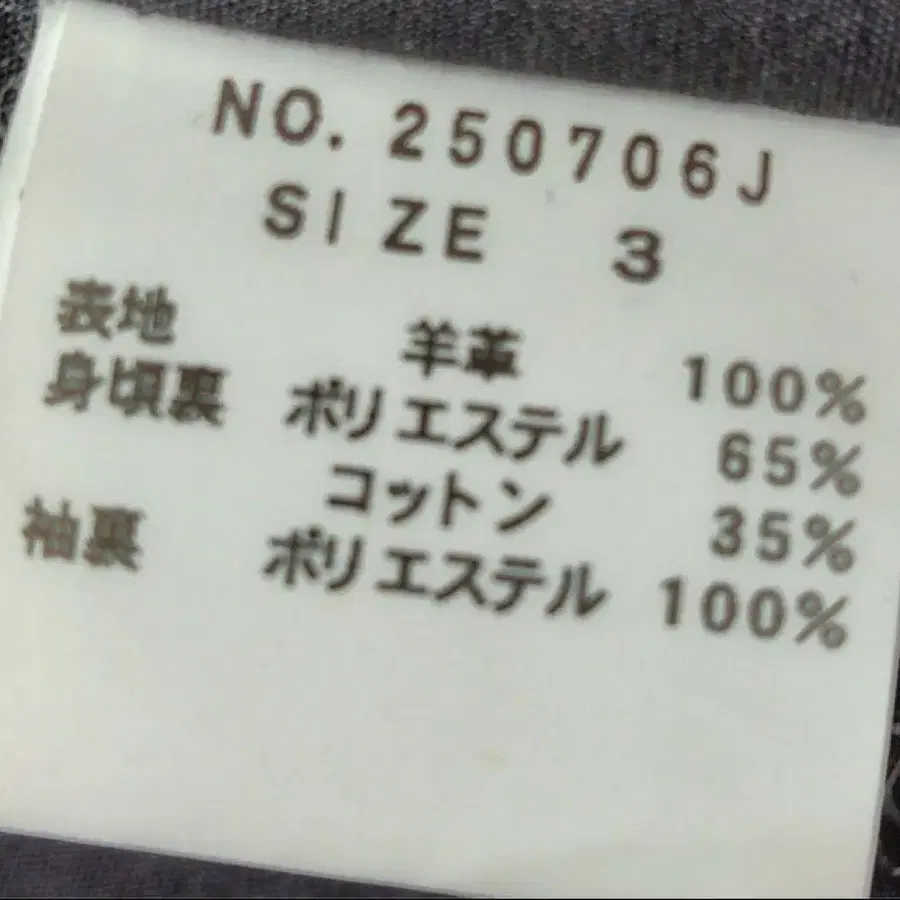 NO. 250706J
SIZE 3
表地 羊革 100%
身頃裏 ポリエステル 65%
コットン 35%
袖裏 ポリエステル 100%